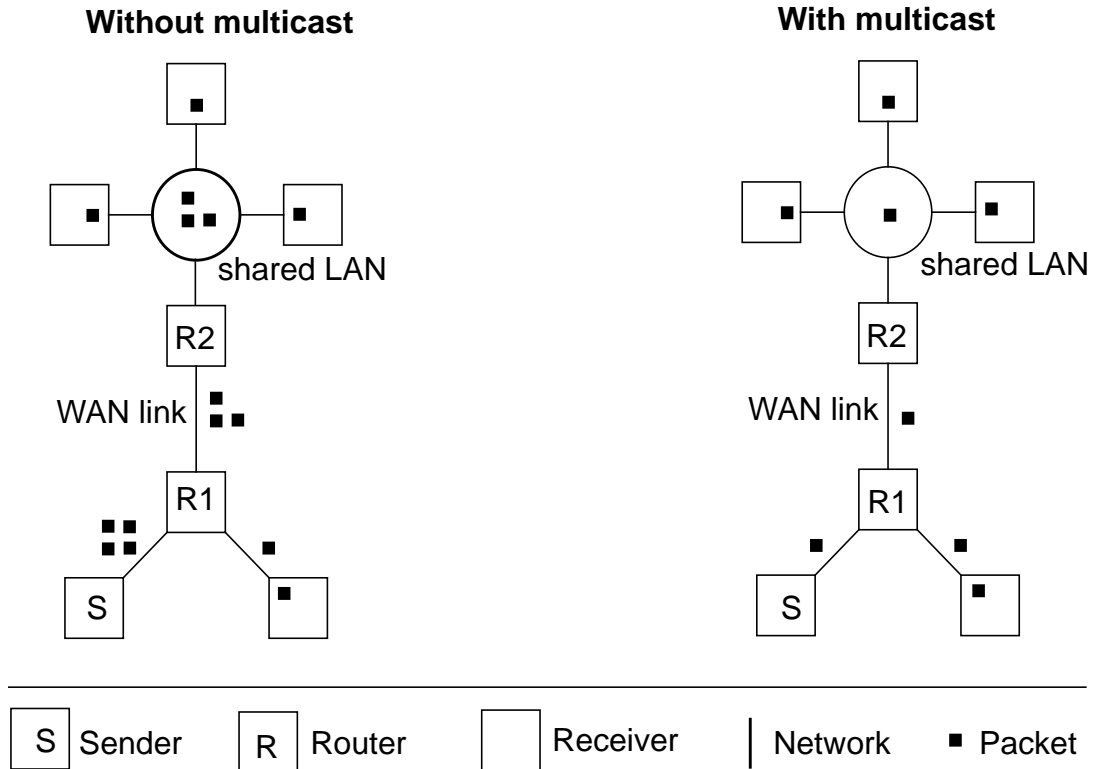 Without multicast
shared LAN
R2
WAN link
R1
S
With multicast
shared LAN
R2
WAN link
R1
S
S Sender
R Router
Receiver
Network
Packet